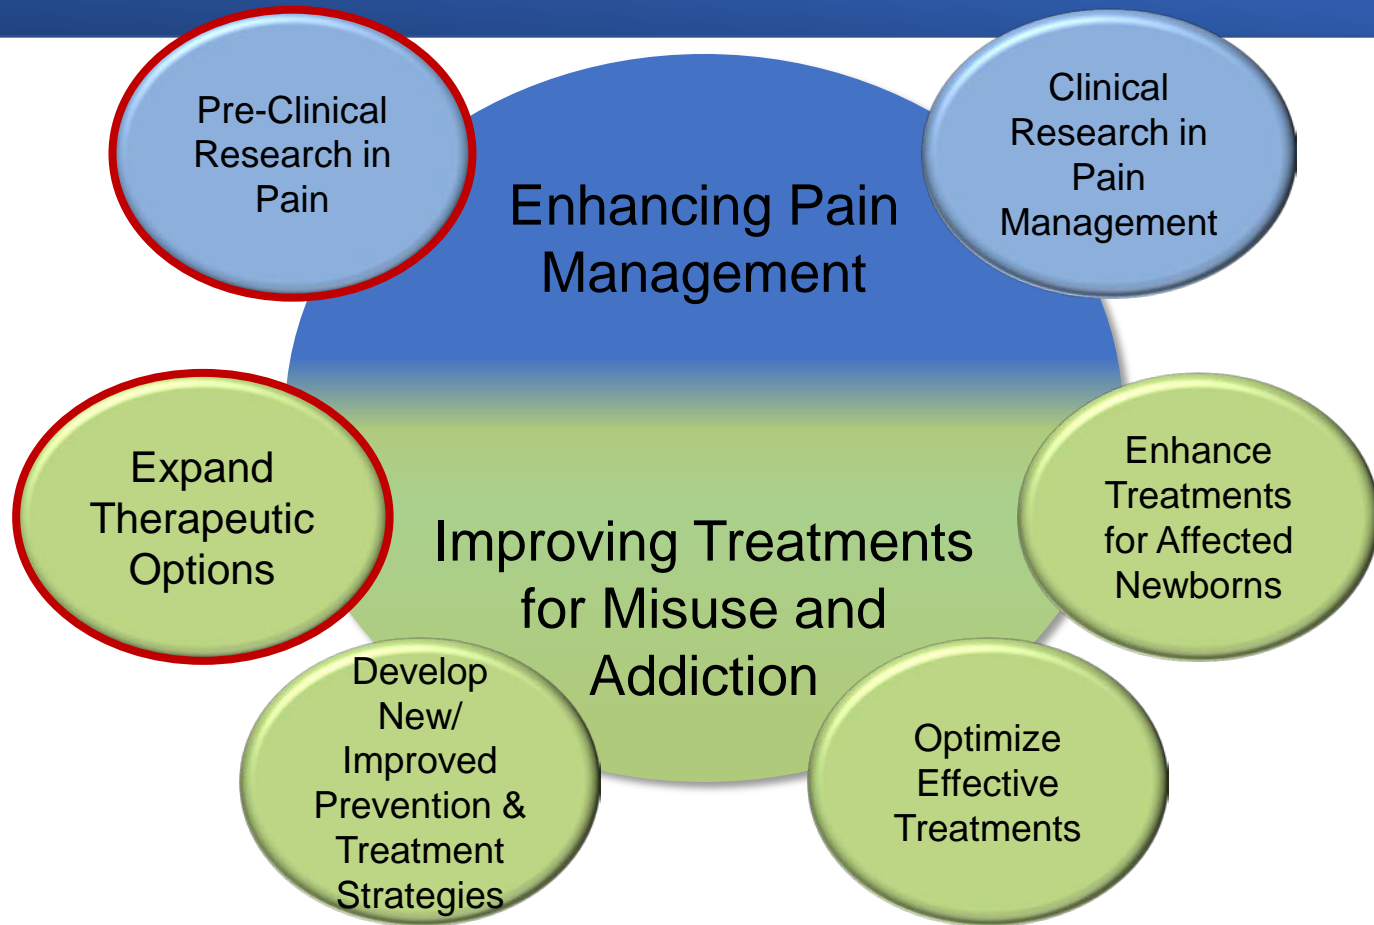 Pre-Clinical
Research in
Pain
Clinical
Research in
Pain
Management
Enhancing Pain
Management
Expand
Therapeutic
Options
Enhance
Treatments
for Affected
Newborns
Improving Treatments
for Misuse and
Addiction
Develop
New/
Improved
Prevention &
Treatment
Strategies
Optimize
Effective
Treatments